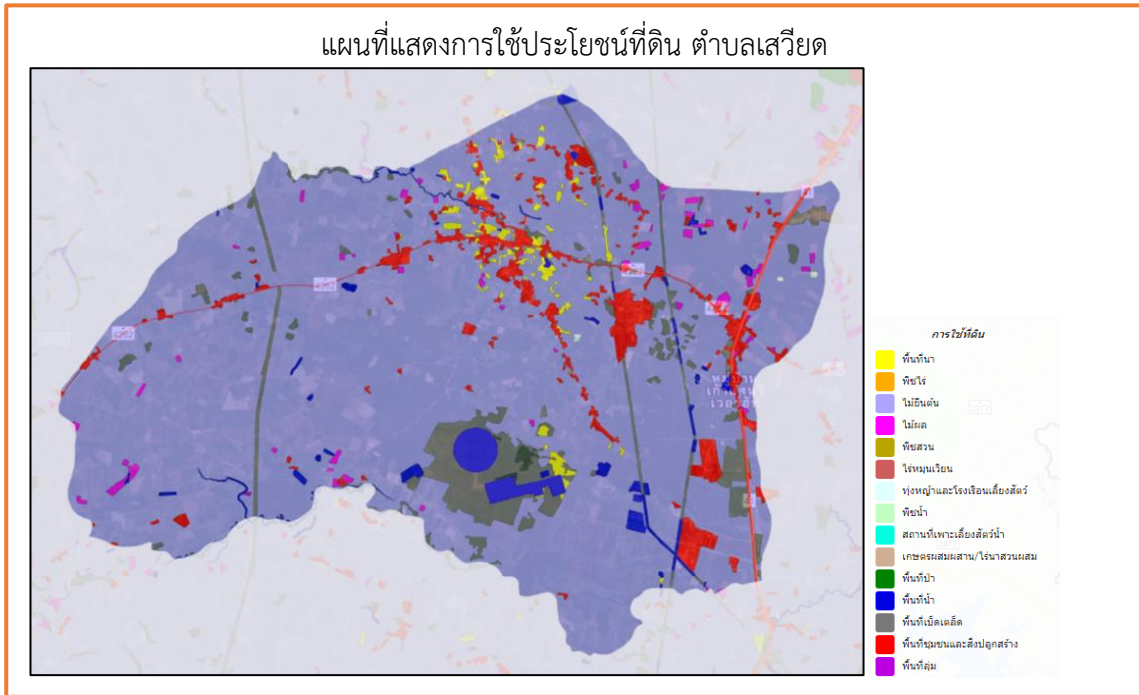 แผนที่แสดงการใช้ประโยชน์ที่ดิน ตำบลเสวียด
4262
4262
4262
การใช้ที่ดิน
พื้นที่นา
พืชไร่
ไม้ยืนต้น
ไม้ผล
พืชสวน
ไร่หมุนเวียน
ทุ่งหญ้าและโรงเรือนเลี้ยงสัตว์
พืชน้ำ
สถานที่เพาะเลี้ยงสัตว์น้ำ
เกษตรผสมผสาน/ไร่นาสวนผสม
พื้นที่ป่า
พื้นที่น้ำ
พื้นที่เบ็ดเตล็ด
พื้นที่ชุมชนและสิ่งปลูกสร้าง
พื้นที่ลุ่ม